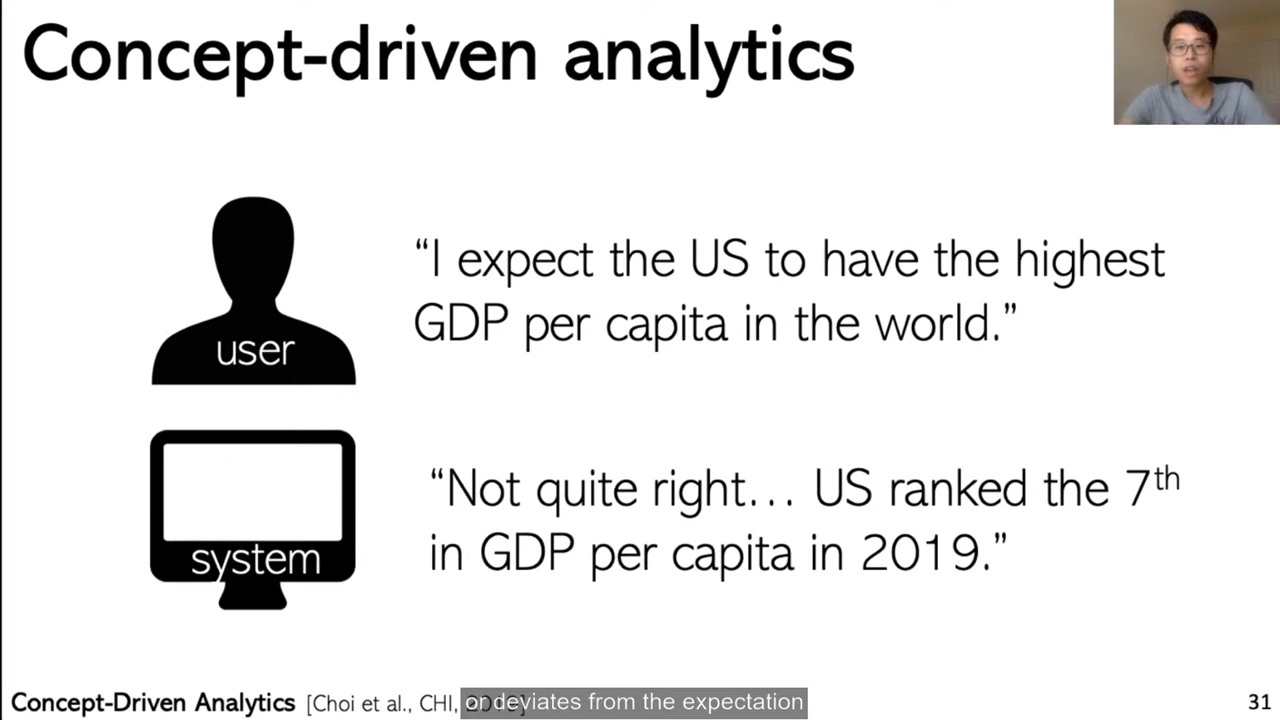 Concept-driven analytics
“I expect the US to have the highest
GDP per capita in the world.”
user
“Not quite right… US ranked the 7th
in GDP per capita in 2019.”
system
Concept-Driven Analytics [Choi et al., CHI,
or deviates from the expectation
31